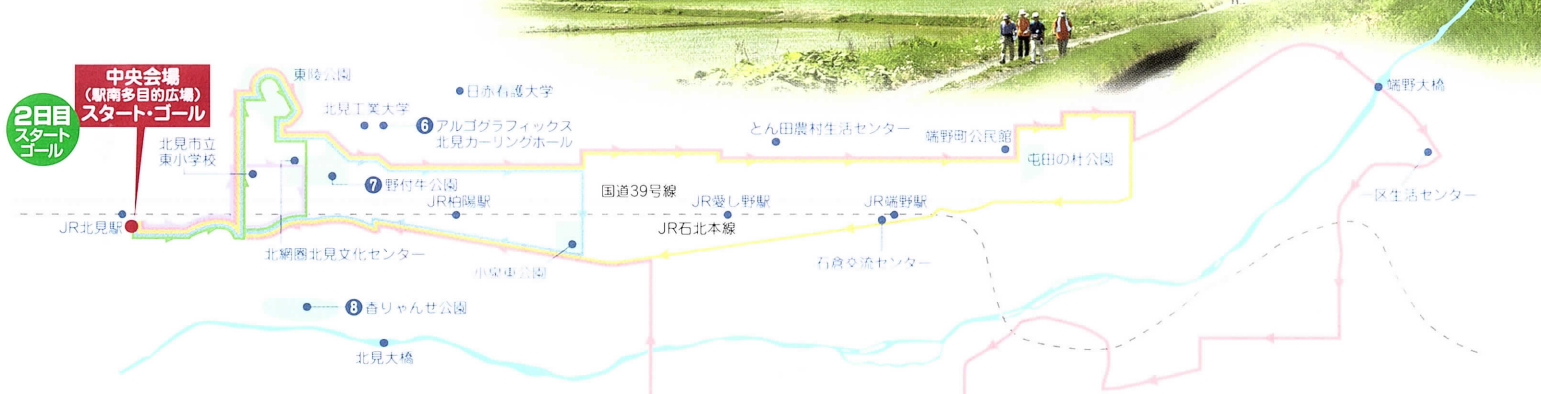 2日目
スタート
ゴール
中央会場
(駅南多目的広場)
スタート・ゴール
東陵公園
日赤看護大学
北見工業大学
⑥アルゴグラフィックス
北見カーリングホール
北見市立
東小学校
⑦野付牛公園
JR柏陽駅
国道39号線
とん田農村生活センター
端野町公民館
屯田の杜公園
端野大橋
区生活センター
JR北見駅
JR愛し野駅
JR端野駅
JR石北本線
北網圏北見文化センター
小泉東公園
石倉交流センター
⑧香りゃんせ公園
北見大橋